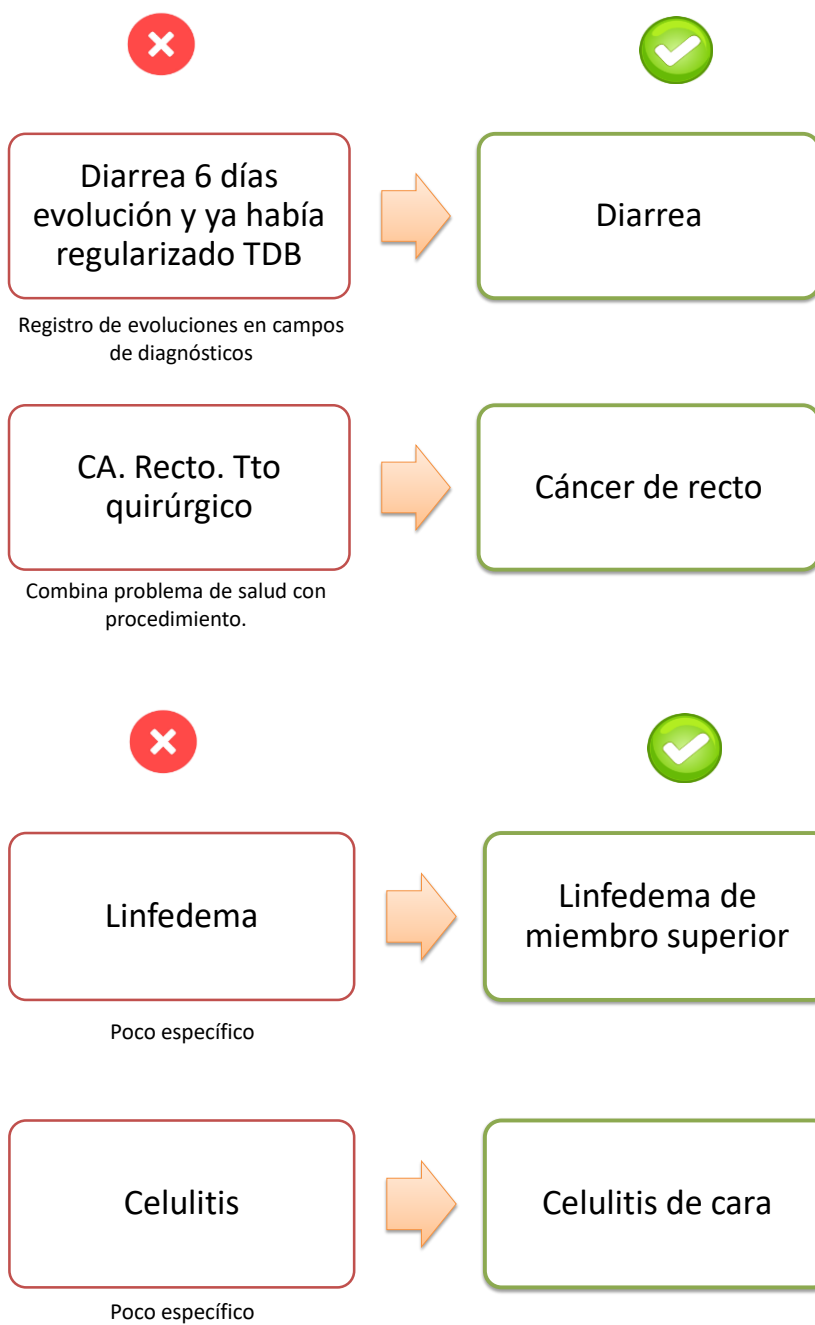 Diarrea 6 días
evolución y ya había
regularizado TDB
Diarrea
Registro de evoluciones en campos
de diagnósticos
CA. Recto. Tto
quirúrgico
Cáncer de recto
Combina problema de salud con
procedimiento.
Linfedema
Linfedema de
miembro superior
Poco específico
Celulitis
Celulitis de cara
Poco específico